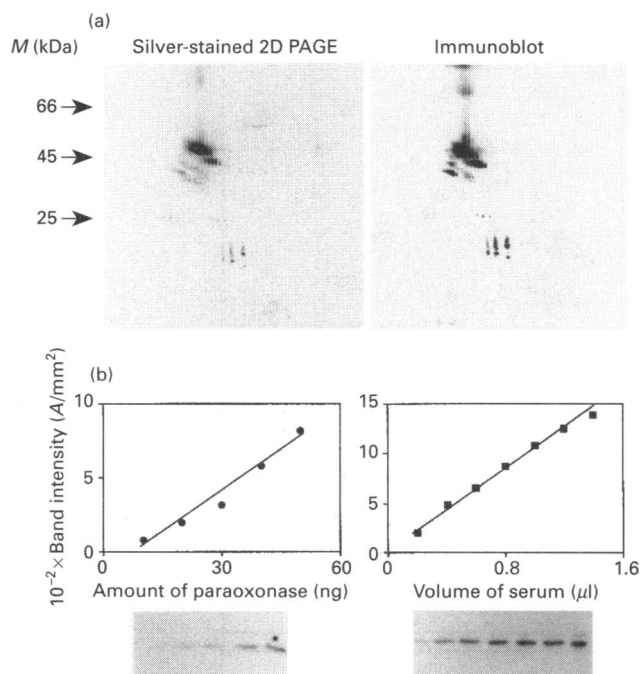 (a)
M (kDa) Silver-stained 2D PAGE Immunoblot
66
45
25
(b)
10⁻² × Band intensity (A/mm²)
10
5
0
0 30 60
Amount of paraoxonase (ng)
15
10
5
0
0 0.8 1.6
Volume of serum (µl)